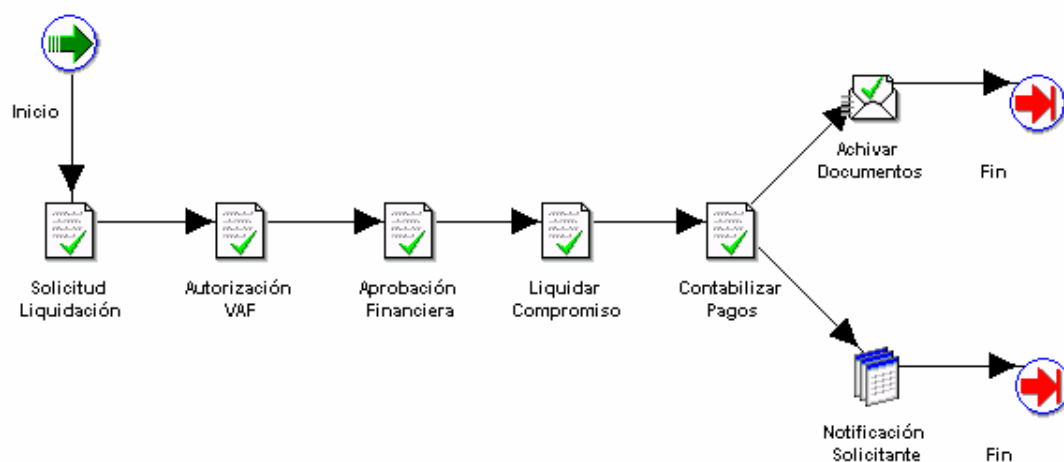 Inicio
Achivar
Documentos
Fin
Solicitud
Liquidación
Autorización
VAF
Aprobación
Financiera
Liquidar
Compromiso
Contabilizar
Pagos
Notificación
Solicitante
Fin